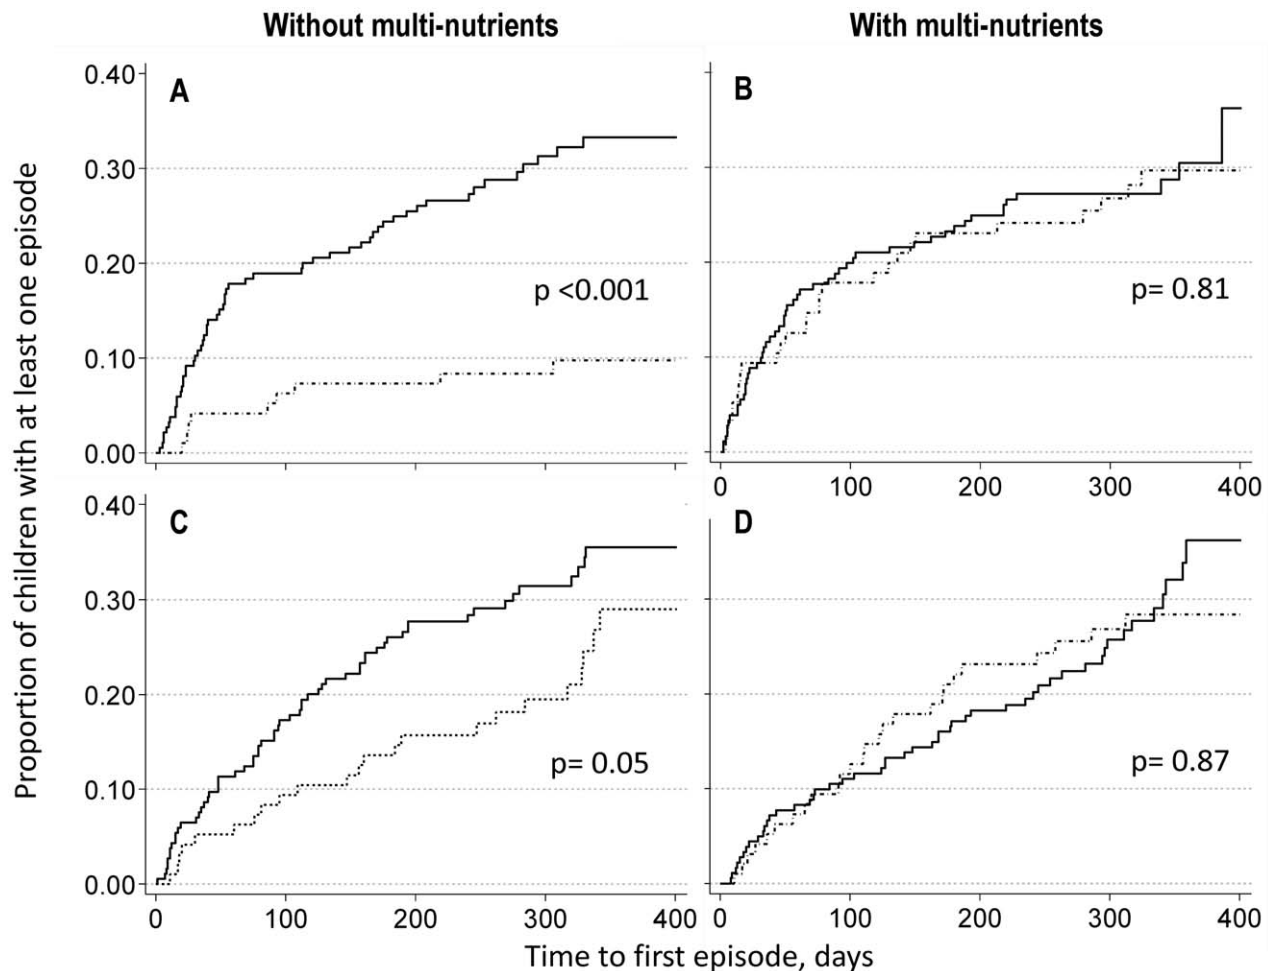 Without multi-nutrients
With multi-nutrients
Proportion of children with at least one episode
0.40
0.30
0.20
0.10
0.00
A
p <0.001
B
p= 0.81
0
100
200
300
400
0.40
0.30
0.20
0.10
0.00
C
p= 0.05
0
100
200
300
400
D
p= 0.87
0
100
200
300
400
Time to first episode, days